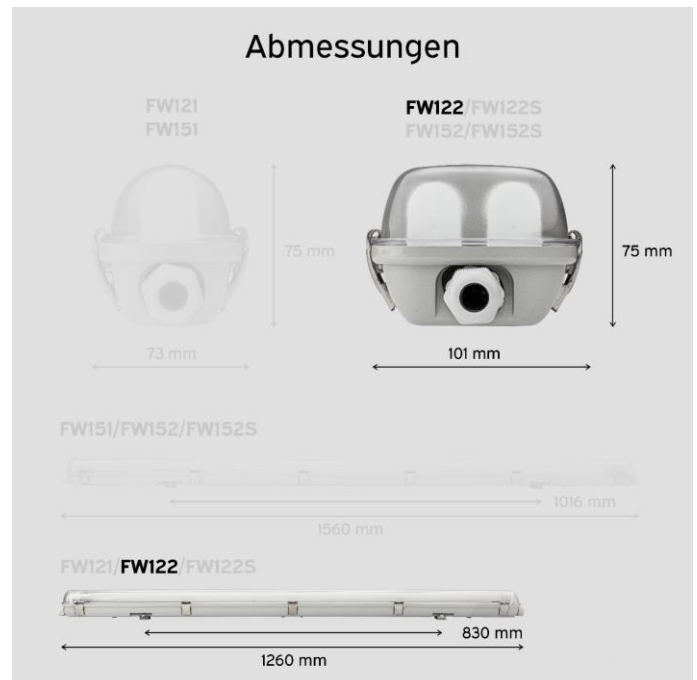 Abmessungen
FW121
FW151
FW122/FW122S
FW152/FW152S
75 mm
75 mm
73 mm
101 mm
FW151/FW152/FW152S
1016 mm
1560 mm
FW121/FW122/FW122S
830 mm
1260 mm